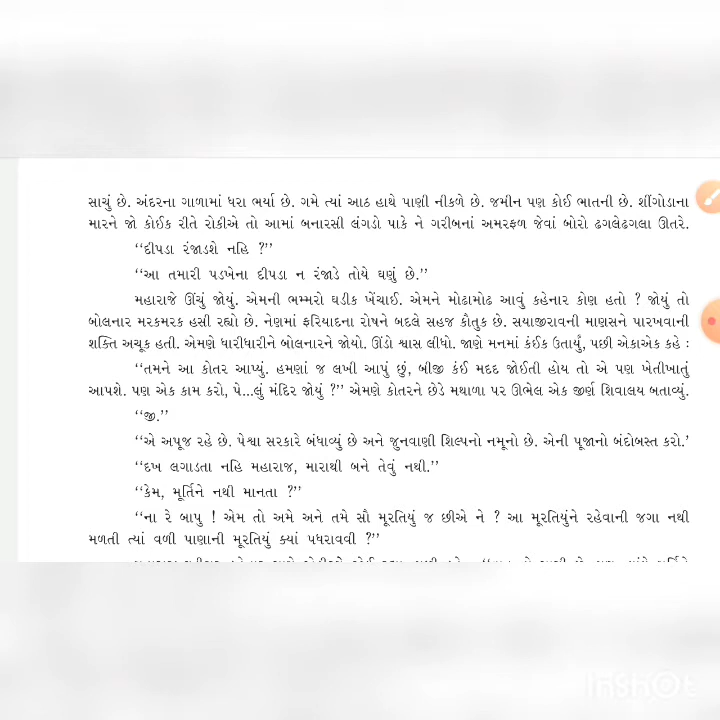 સાચું છે. અંદરના ગાળામાં ધરા ભર્યા છે. ગમે ત્યાં આઠ હાથે પાણી નીકળે છે. જમીન પણ કોઈ ભાતની છે. શીંગોડાના
મારને જો કોઈક રીતે રોકીએ તો આમાં બનારસી લંગડો પાકે ને ગરીબનાં અમરફળ જેવાં બોરો ઢગલેઢગલા ઊતરે.
‘‘દીપડા રંજાડશે નહિ ?’’
‘‘આ તમારી પડખેના દીપડા ન રંજાડે તોયે ઘણું છે.’’
મહારાજે ઊંચું જોયું. એમની ભમ્મરો ઘડીક ખેંચાઈ. એમને મોઢામોઢ આવું કહેનાર કોણ હતો ? જોયું તો
બોલનાર મરકમરક હસી રહ્યો છે. નેણમાં ફરિયાદના રોષને બદલે સહજ કૌતુક છે. સયાજીરાવની માણસને પારખવાની
શક્તિ અચૂક હતી. એમણે ધારીધારીને બોલનારને જોયો. ઊંડો શ્વાસ લીધો. જાણે મનમાં કંઈક ઉતાર્યું, પછી એકાએક કહે :
‘‘તમને આ કોતર આપ્યું. હમણાં જ લખી આપું છું, બીજી કંઈ મદદ જોઈતી હોય તો એ પણ ખેતીખાતું
આપશે. પણ એક કામ કરો, પે...લું મંદિર જોયું ?’’ એમણે કોતરને છેડે મથાળા પર ઊભેલ એક જીર્ણ શિવાલય બતાવ્યું.
‘‘જી.’’
‘‘એ અપૂજ રહે છે. પેશ્વા સરકારે બંધાવ્યું છે અને જુનવાણી શિલ્પનો નમૂનો છે. એની પૂજાનો બંદોબસ્ત કરો.’
‘‘દખ લગાડતા નહિ મહારાજ, મારાથી બને તેવું નથી.’’
‘‘કેમ, મૂર્તિને નથી માનતા ?’’
‘‘ના રે બાપુ ! એમ તો અમે અને તમે સૌ મૂરતિયું જ છીએ ને ? આ મૂરતિયુંને રહેવાની જગા નથી
મળતી ત્યાં વળી પાણાની મૂરતિયું ક્યાં પધરાવવી ?’’